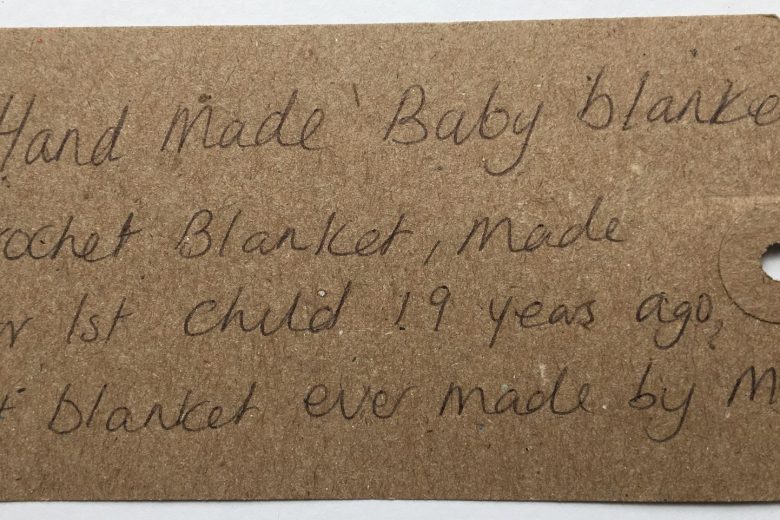 Hand Made Baby blanke
rochet Blanket, Made
r 1st child 19 years ago,
t blanket ever made by M